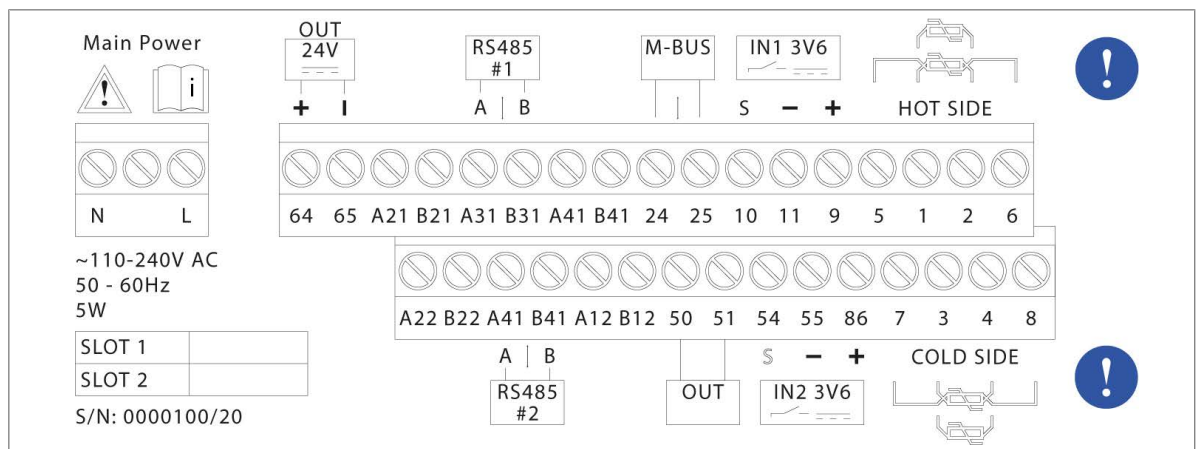 Main Power
OUT
24V
RS485
#1
M-BUS
IN1 3V6
i
+ I
A B
S − +
HOT SIDE
N L
64 65 A21 B21 A31 B31 A41 B41 24 25 10 11 9 5 1 2 6
~110-240V AC
50 - 60Hz
5W
A22 B22 A41 B41 A12 B12 50 51 54 55 86 7 3 4 8
SLOT 1
SLOT 2
S/N: 0000100/20
A B
S − +
COLD SIDE
RS485
#2
OUT
IN2 3V6